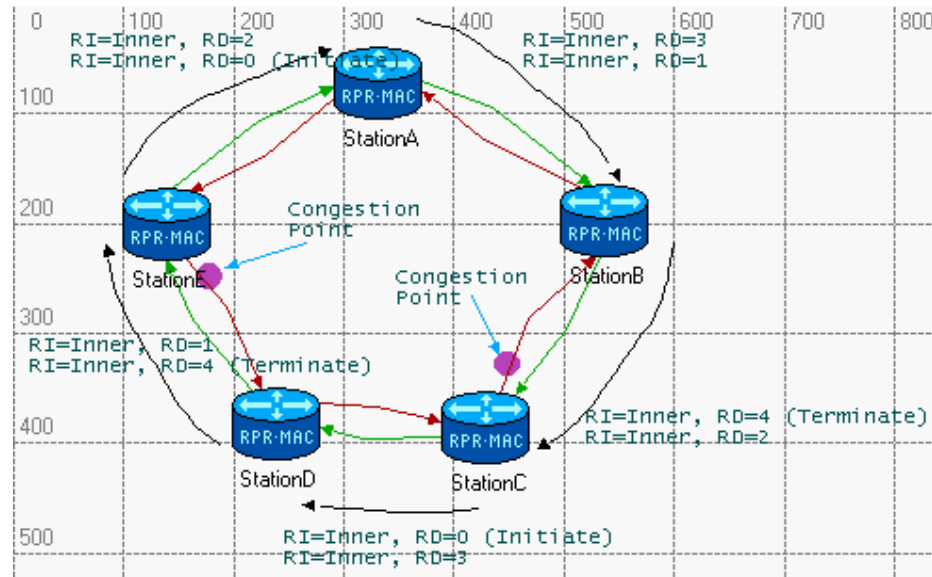 0 100 200 300 400 500 600 700 800
RI=Inner, RD=2
RI=Inner, RD=0 (Initiate)
RI=Inner, RD=3
RI=Inner, RD=1
100
RPR-MAC
StationA
200
RPR-MAC
StationE
Congestion
Point
RPR-MAC
StationB
Congestion
Point
300
RI=Inner, RD=1
RI=Inner, RD=4 (Terminate)
400
RPR-MAC
StationD
RPR-MAC
StationC
RI=Inner, RD=4 (Terminate)
RI=Inner, RD=2
500
RI=Inner, RD=0 (Initiate)
RI=Inner, RD=3